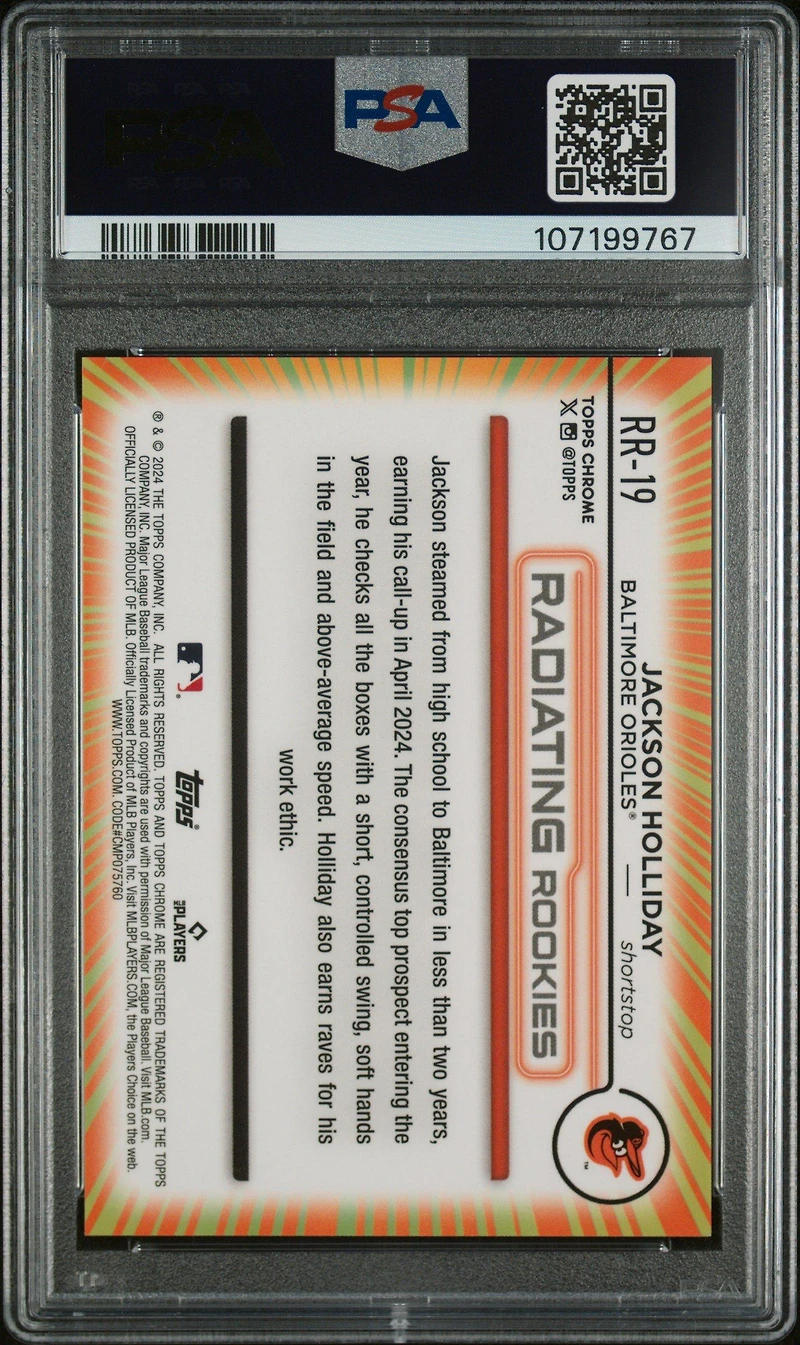 PSA
107199767
RR-19
JACKSON HOLLIDAY
BALTIMORE ORIOLES® — shortstop
TOPPS CHROME
X @TOPPS
RADIATING ROOKIES
Jackson steamed from high school to Baltimore in less than two years,
earning his call-up in April 2024. The consensus top prospect entering the
year, he checks all the boxes with a short, controlled swing, soft hands
in the field and above-average speed. Holliday also earns raves for his
work ethic.
topps®
MLB PLAYERS
® & © 2024 THE TOPPS COMPANY, INC. ALL RIGHTS RESERVED. TOPPS AND TOPPS CHROME ARE REGISTERED TRADEMARKS OF THE TOPPS
COMPANY, INC. Major League Baseball trademarks and copyrights are used with permission of Major League Baseball. Visit MLB.com.
OFFICIALLY LICENSED PRODUCT OF MLB. Officially Licensed Product of MLB Players, Inc. Visit MLBPLAYERS.COM, the Players Choice on the web.
WWW.TOPPS.COM. CODE#CMP075760